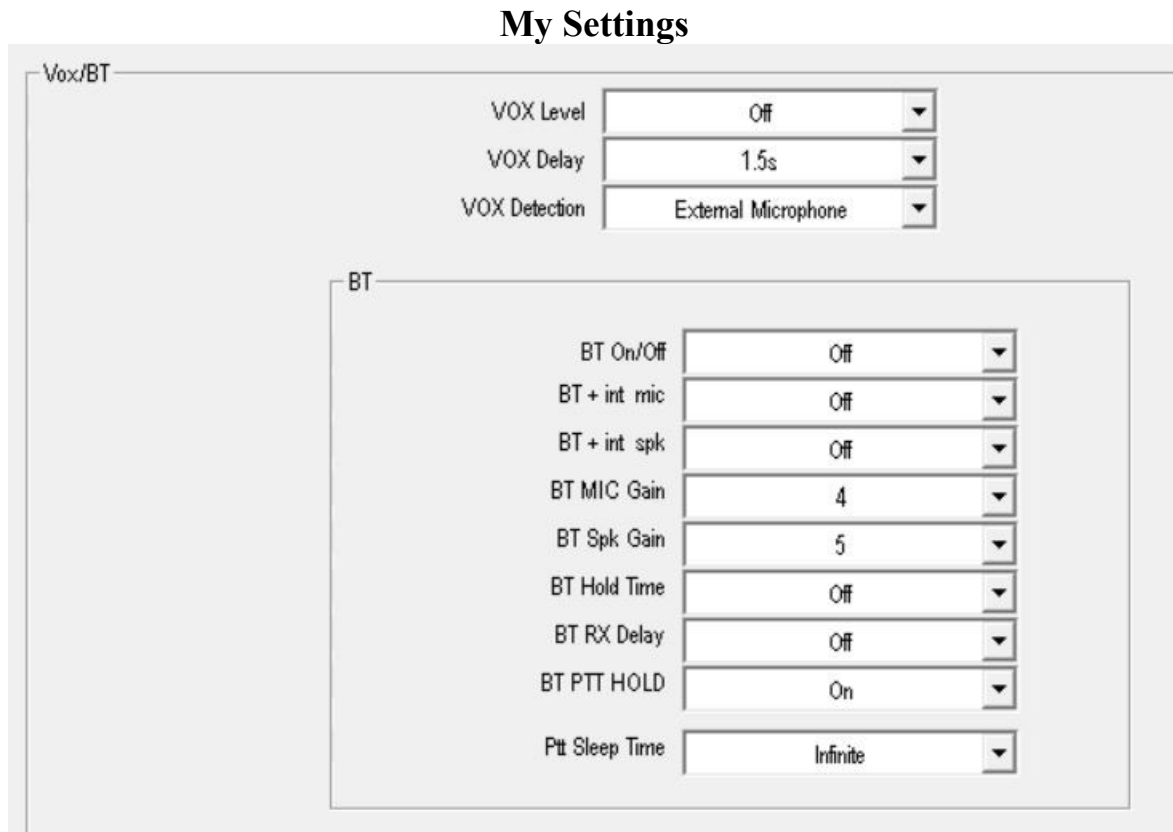 My Settings
Vox/BT
VOX Level Off
VOX Delay 1.5s
VOX Detection External Microphone
BT
BT On/Off Off
BT + int mic Off
BT + int spk Off
BT MIC Gain 4
BT Spk Gain 5
BT Hold Time Off
BT RX Delay Off
BT PTT HOLD On
Ptt Sleep Time Infinite